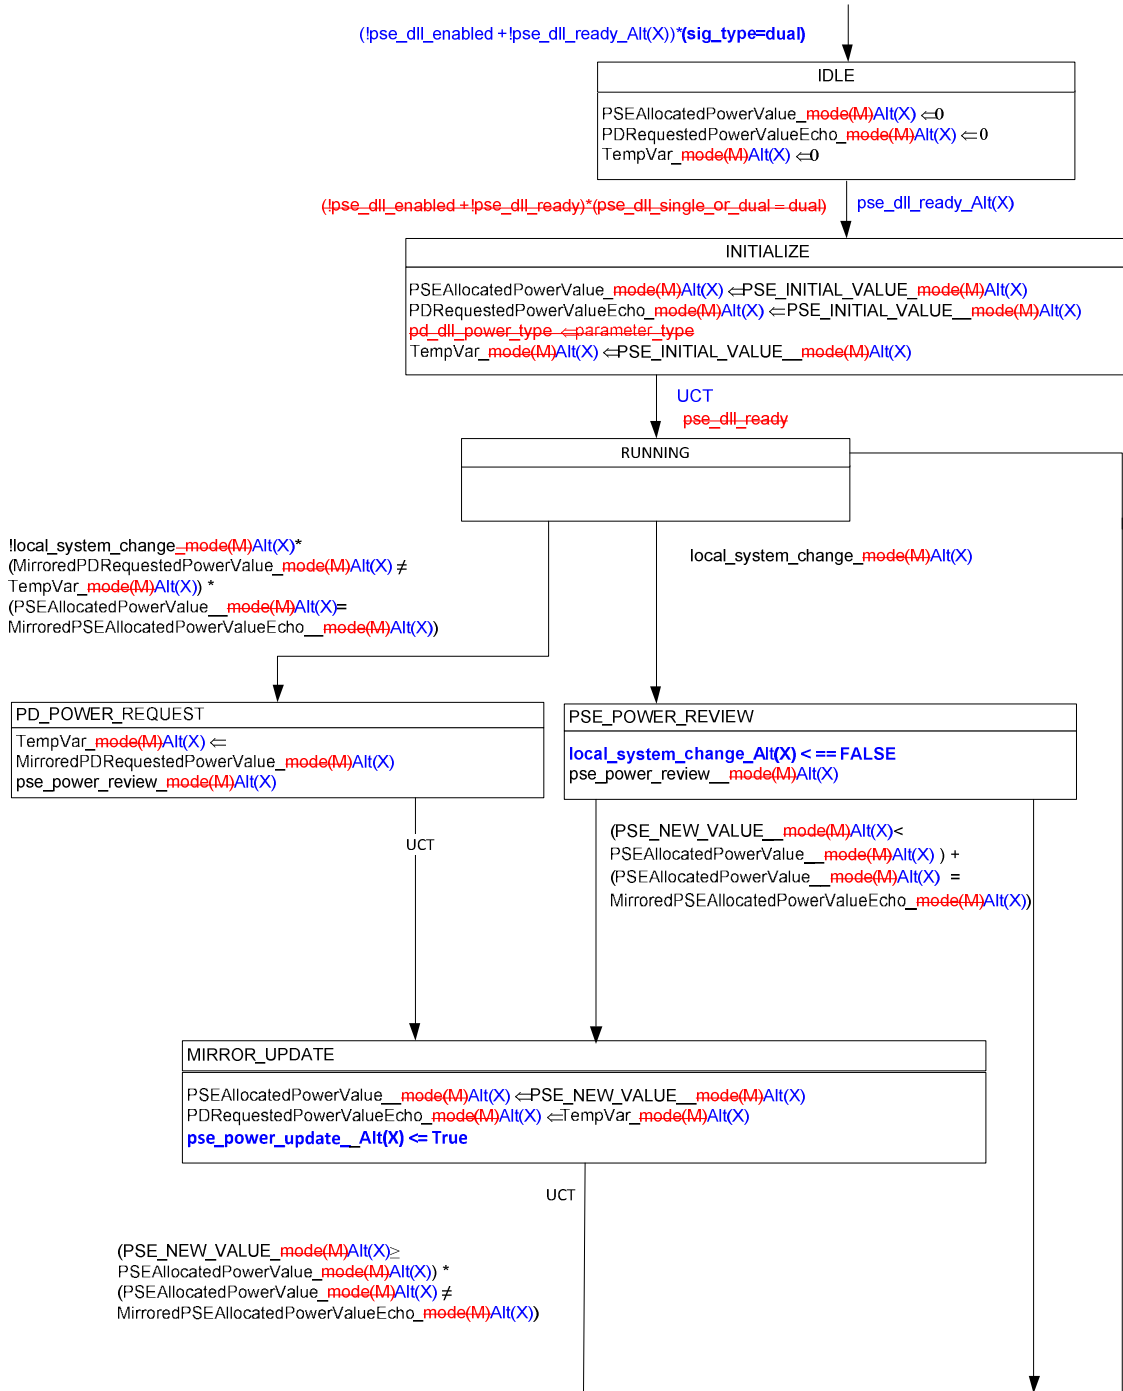 (!pse_dll_enabled +!pse_dll_ready_Alt(X))*(sig_type=dual)
IDLE
PSEAllocatedPowerValue_mode(M)Alt(X) ⇐0
PDRequestedPowerValueEcho_mode(M)Alt(X) ⇐0
TempVar_mode(M)Alt(X) ⇐0
(!pse_dll_enabled +!pse_dll_ready)*(pse_dll_single_or_dual = dual)
pse_dll_ready_Alt(X)
INITIALIZE
PSEAllocatedPowerValue_mode(M)Alt(X) ⇐PSE_INITIAL_VALUE_mode(M)Alt(X)
PDRequestedPowerValueEcho_mode(M)Alt(X) ⇐PSE_INITIAL_VALUE__mode(M)Alt(X)
pd_dll_power_type ⇐parameter_type
TempVar_mode(M)Alt(X) ⇐PSE_INITIAL_VALUE__mode(M)Alt(X)
UCT
pse_dll_ready
RUNNING
!local_system_change_mode(M)Alt(X)*
(MirroredPDRequestedPowerValue_mode(M)Alt(X) ≠
TempVar_mode(M)Alt(X)) *
(PSEAllocatedPowerValue__mode(M)Alt(X)=
MirroredPSEAllocatedPowerValueEcho__mode(M)Alt(X))
local_system_change_mode(M)Alt(X)
PD_POWER_REQUEST
TempVar_mode(M)Alt(X) ⇐
MirroredPDRequestedPowerValue_mode(M)Alt(X)
pse_power_review_mode(M)Alt(X)
PSE_POWER_REVIEW
local_system_change_Alt(X) < == FALSE
pse_power_review__mode(M)Alt(X)
UCT
(PSE_NEW_VALUE__mode(M)Alt(X)<
PSEAllocatedPowerValue__mode(M)Alt(X) ) +
(PSEAllocatedPowerValue__mode(M)Alt(X) =
MirroredPSEAllocatedPowerValueEcho_mode(M)Alt(X))
MIRROR_UPDATE
PSEAllocatedPowerValue__mode(M)Alt(X) ⇐PSE_NEW_VALUE__mode(M)Alt(X)
PDRequestedPowerValueEcho_mode(M)Alt(X) ⇐TempVar_mode(M)Alt(X)
pse_power_update__Alt(X) <= True
UCT
(PSE_NEW_VALUE_mode(M)Alt(X)≥
PSEAllocatedPowerValue_mode(M)Alt(X)) *
(PSEAllocatedPowerValue_mode(M)Alt(X) ≠
MirroredPSEAllocatedPowerValueEcho_mode(M)Alt(X))